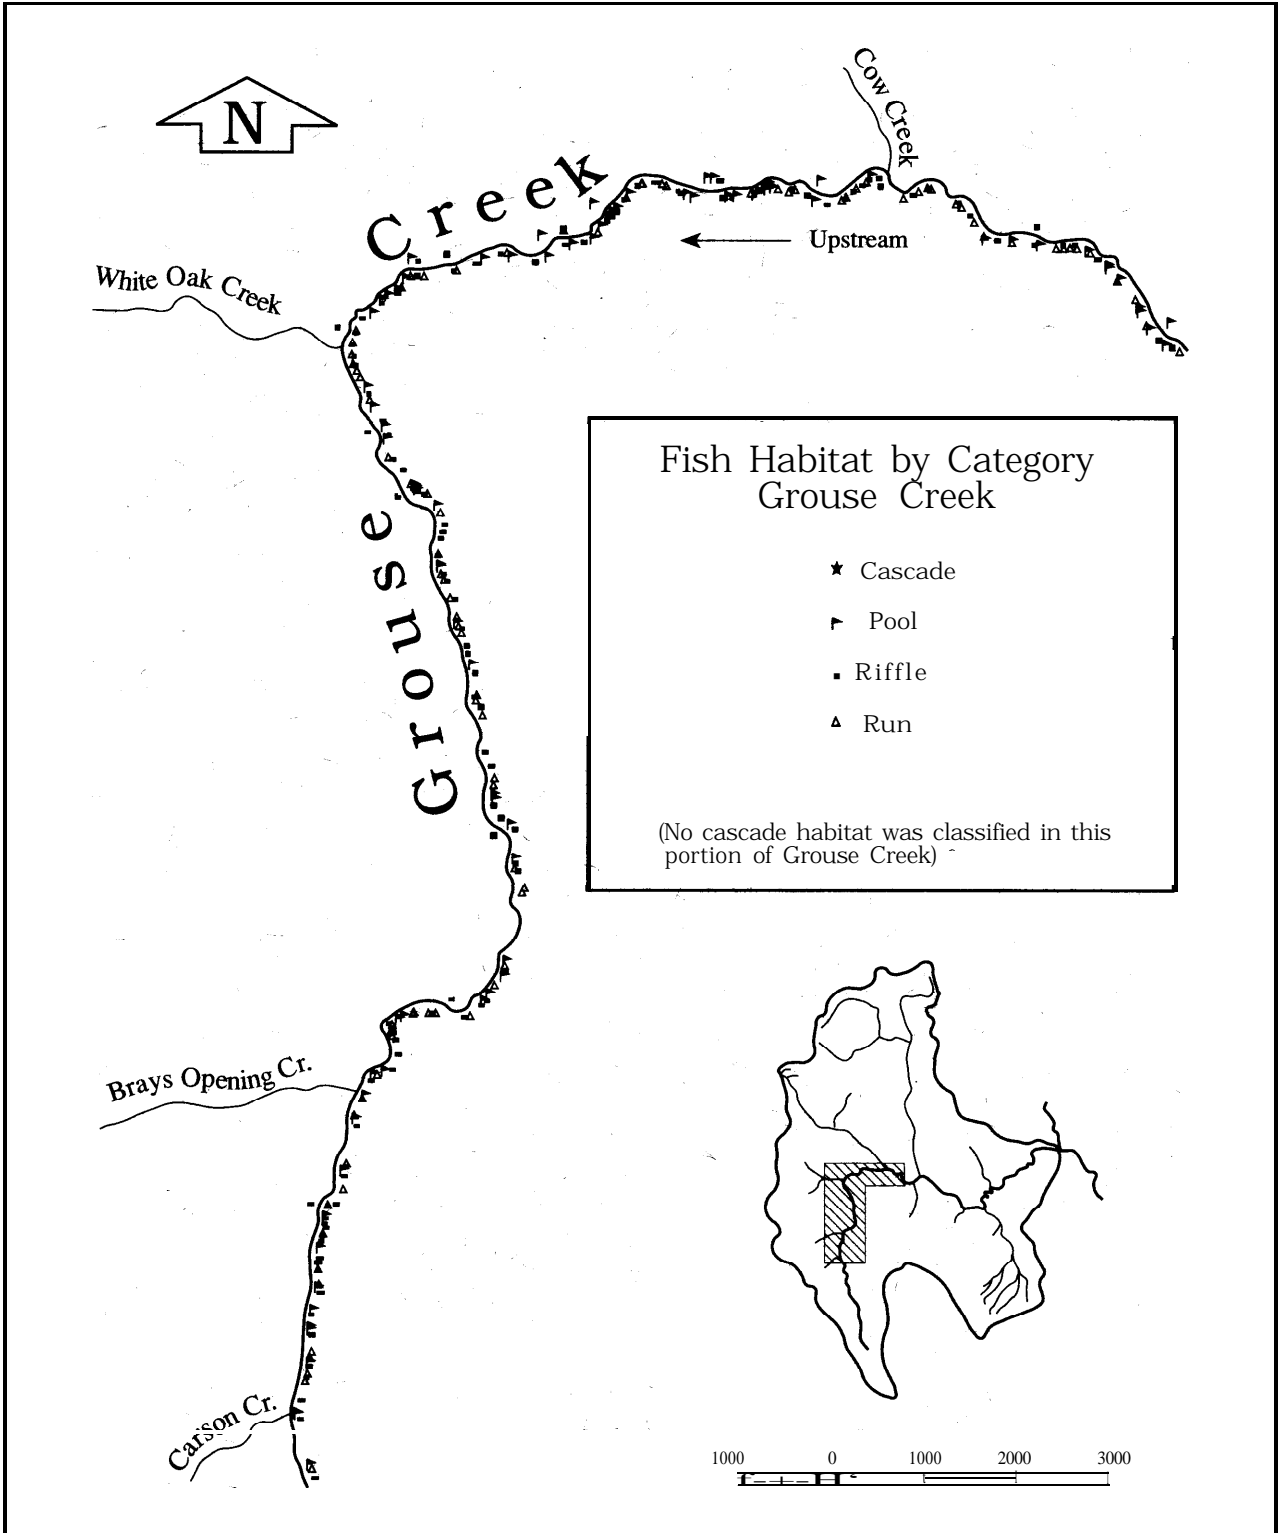 N
Cow Creek
Creek
Upstream
White Oak Creek
Fish Habitat by Category
Grouse Creek
Cascade
Pool
Riffle
Run
(No cascade habitat was classified in this
portion of Grouse Creek)
Grouse
Brays Opening Cr.
Carson Cr.
1000 0 1000 2000 3000